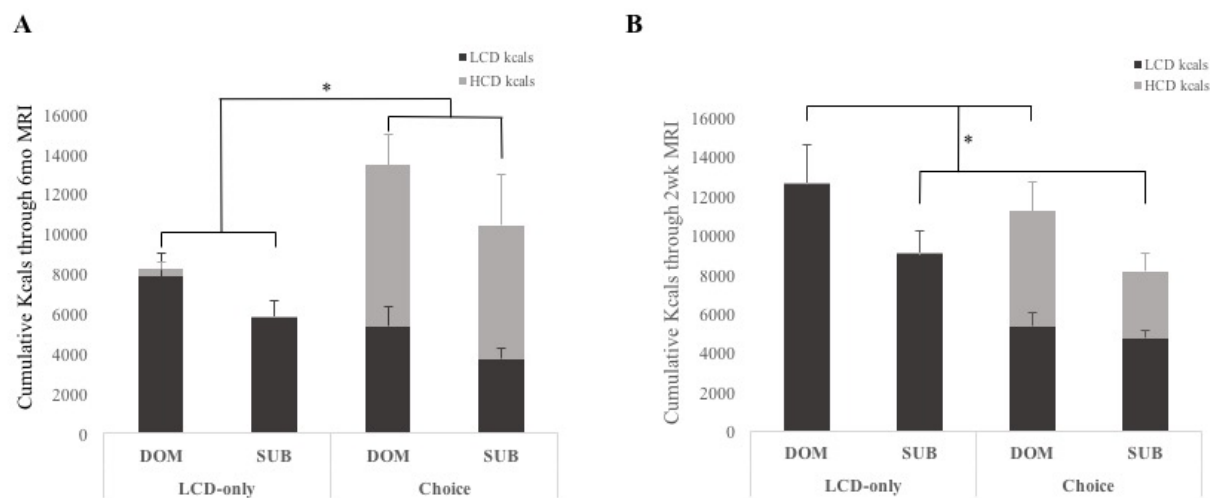 A
LCD kcals
HCD kcals
*
Cumulative Kcals through 6mo MRI
16000
14000
12000
10000
8000
6000
4000
2000
0
DOM SUB DOM SUB
LCD-only Choice
B
LCD kcals
HCD kcals
*
Cumulative Kcals through 2wk MRI
16000
14000
12000
10000
8000
6000
4000
2000
0
DOM SUB DOM SUB
LCD-only Choice